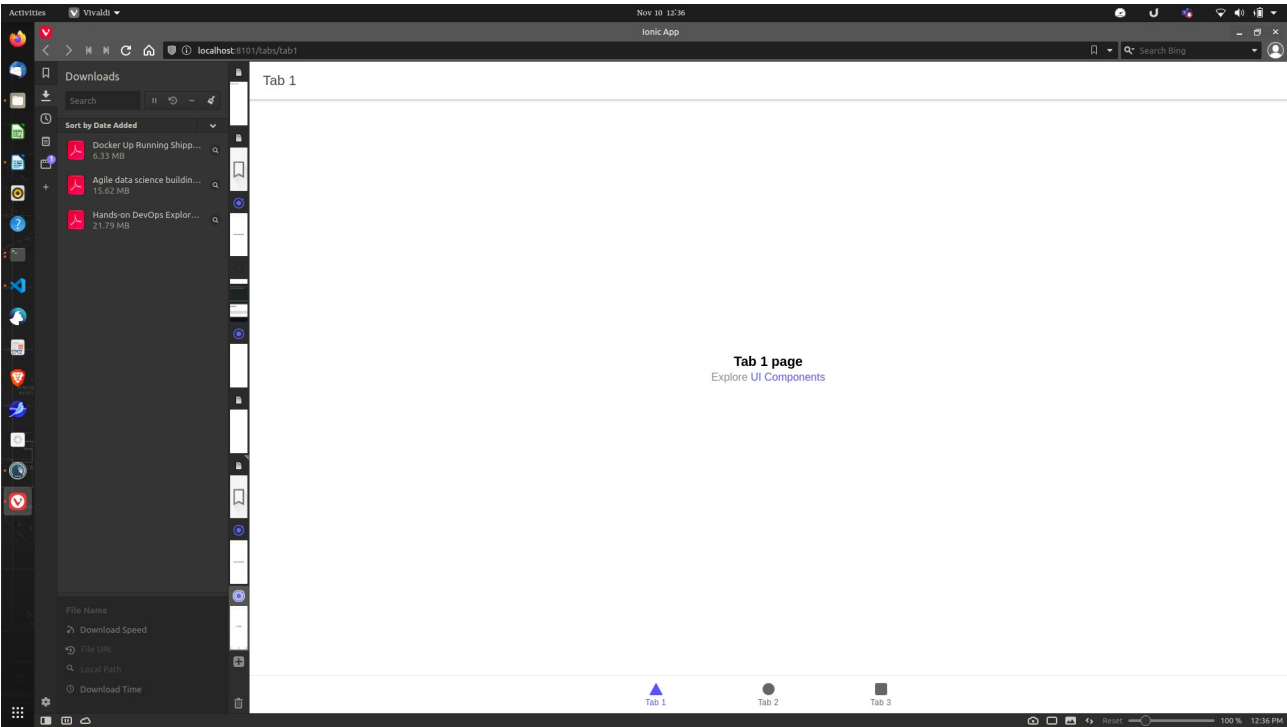 Activities
Vivaldi
Nov 10 12:36
Ionic App
localhost:8101/tabs/tab1
Search Bing
Downloads
Search
Sort by Date Added
Docker Up Running Shipp...
6.33 MB
Agile data science buildin...
15.62 MB
Hands-on DevOps Explor...
21.79 MB
File Name
Download Speed
File URL
Local Path
Download Time
Tab 1
Tab 1 page
Explore UI Components
Tab 1
Tab 2
Tab 3
Reset
100 %
12:36 PM